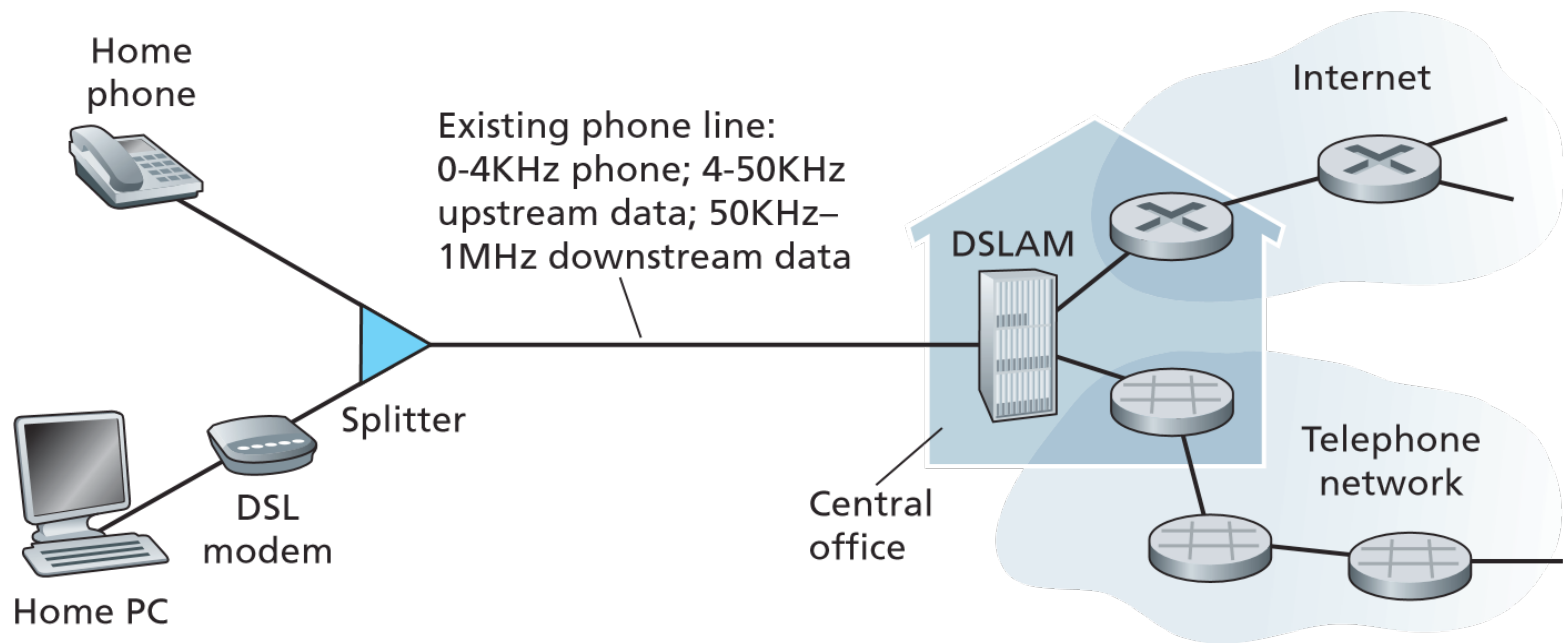 Home
phone
Existing phone line:
0-4KHz phone; 4-50KHz
upstream data; 50KHz–
1MHz downstream data
Internet
DSLAM
Splitter
DSL
modem
Home PC
Central
office
Telephone
network